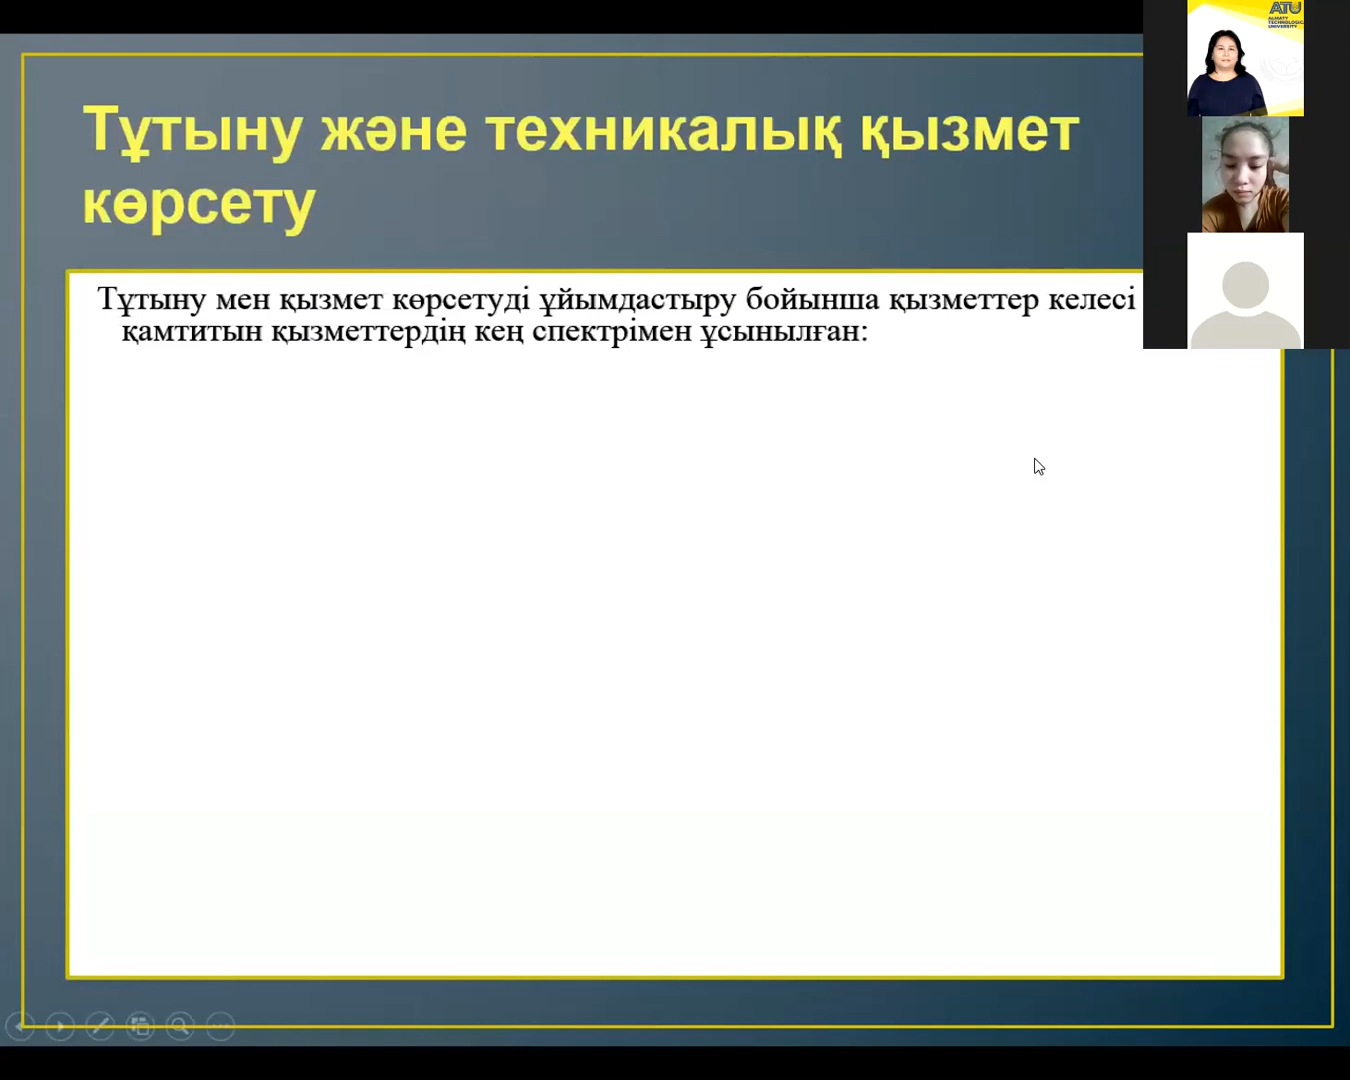 Тұтыну және техникалық қызмет
көрсету
Тұтыну мен қызмет көрсетуді ұйымдастыру бойынша қызметтер келесі
қамтитын қызметтердің кең спектрімен ұсынылған:
ATU
ALMATY
TECHNOLOGICAL
UNIVERSITY